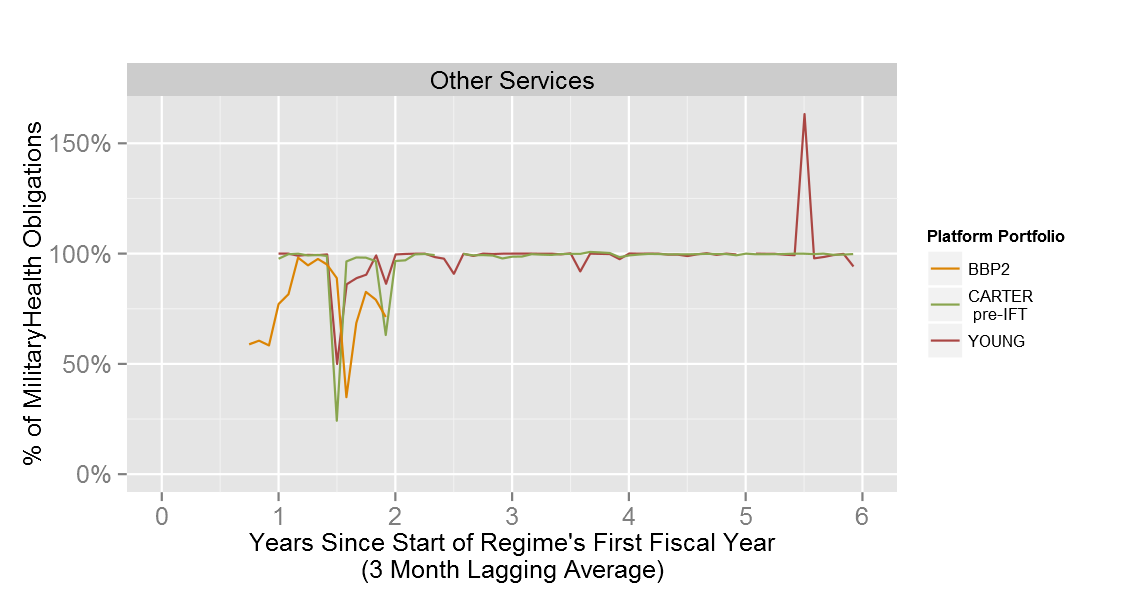 Other Services
% of MilitaryHealth Obligations
150%
100%
50%
0%
0 1 2 3 4 5 6
Years Since Start of Regime's First Fiscal Year
(3 Month Lagging Average)
Platform Portfolio
BBP2
CARTER
pre-IFT
YOUNG